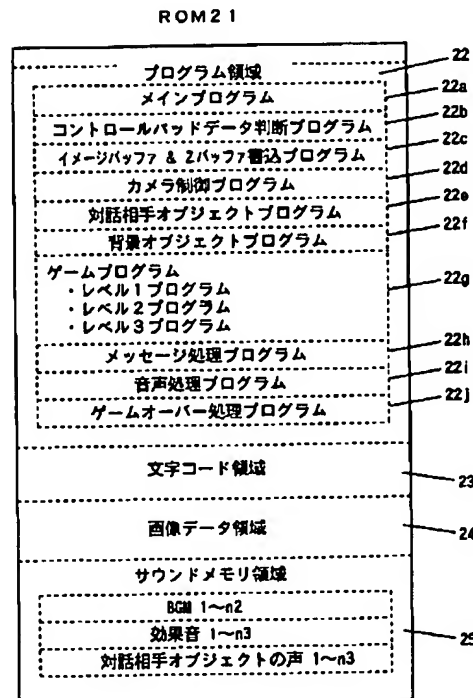 ROM21
プログラム領域
22
メインプログラム
22a
コントロールパッドデータ判断プログラム
22b
イメージバッファ & Zバッファ書込プログラム
22c
カメラ制御プログラム
22d
対話相手オブジェクトプログラム
22e
背景オブジェクトプログラム
22f
ゲームプログラム
・レベル1プログラム
・レベル2プログラム
・レベル3プログラム
22g
メッセージ処理プログラム
22h
音声処理プログラム
22i
ゲームオーバー処理プログラム
22j
文字コード領域
23
画像データ領域
24
サウンドメモリ領域
BGM 1~n2
効果音 1~n3
25
対話相手オブジェクトの声 1~n3